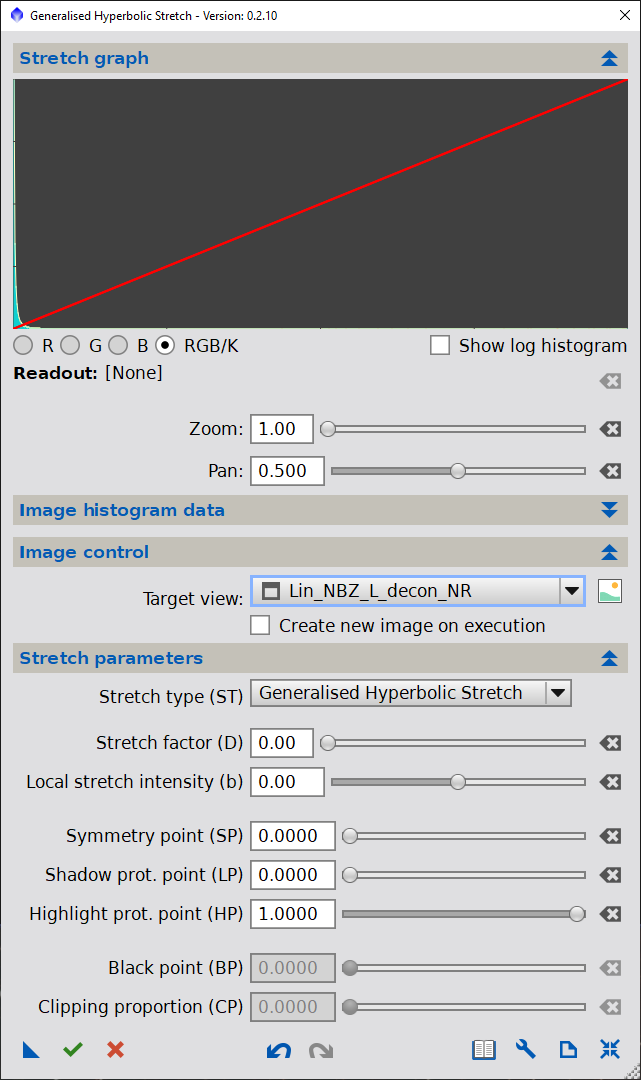 Generalised Hyperbolic Stretch - Version: 0.2.10
Stretch graph
R G B RGB/K Show log histogram
Readout: [None]
Zoom: 1.00
Pan: 0.500
Image histogram data
Image control
Target view: Lin_NBZ_L_decon_NR
Create new image on execution
Stretch parameters
Stretch type (ST) Generalised Hyperbolic Stretch
Stretch factor (D) 0.00
Local stretch intensity (b) 0.00
Symmetry point (SP) 0.0000
Shadow prot. point (LP) 0.0000
Highlight prot. point (HP) 1.0000
Black point (BP) 0.0000
Clipping proportion (CP) 0.0000